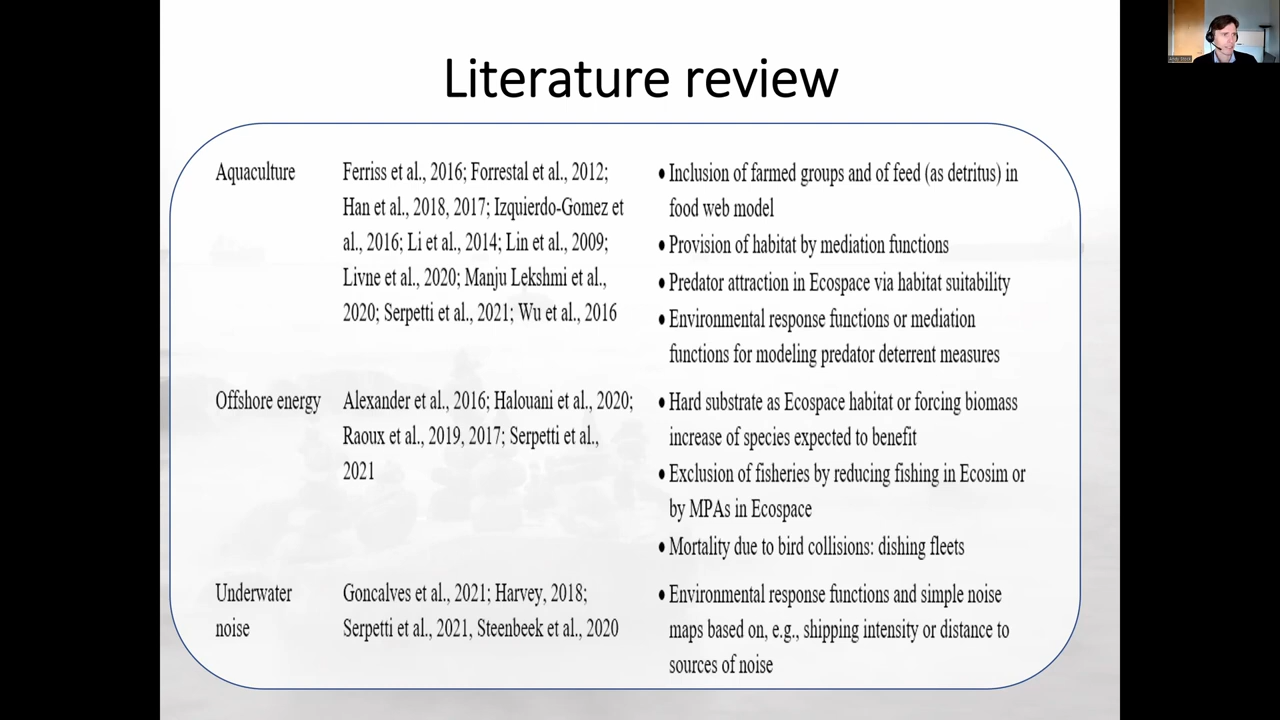 Literature review
Aquaculture
Ferriss et al., 2016; Forrestal et al., 2012;
Han et al., 2018, 2017; Izquierdo-Gomez et
al., 2016; Li et al., 2014; Lin et al., 2009;
Livne et al., 2020; Manju Lekshmi et al.,
2020; Serpetti et al., 2021; Wu et al., 2016
• Inclusion of farmed groups and of feed (as detritus) in
food web model
• Provision of habitat by mediation functions
• Predator attraction in Ecospace via habitat suitability
• Environmental response functions or mediation
functions for modeling predator deterrent measures
Offshore energy
Alexander et al., 2016; Halouani et al., 2020;
Raoux et al., 2019, 2017; Serpetti et al.,
2021
• Hard substrate as Ecospace habitat or forcing biomass
increase of species expected to benefit
• Exclusion of fisheries by reducing fishing in Ecosim or
by MPAs in Ecospace
• Mortality due to bird collisions: dishing fleets
Underwater
noise
Goncalves et al., 2021; Harvey, 2018;
Serpetti et al., 2021, Steenbeek et al., 2020
• Environmental response functions and simple noise
maps based on, e.g., shipping intensity or distance to
sources of noise